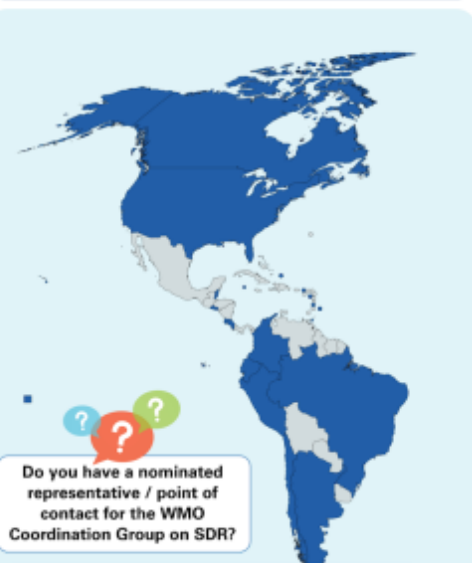 ? ? ?
Do you have a nominated
representative / point of
contact for the WMO
Coordination Group on SDR?